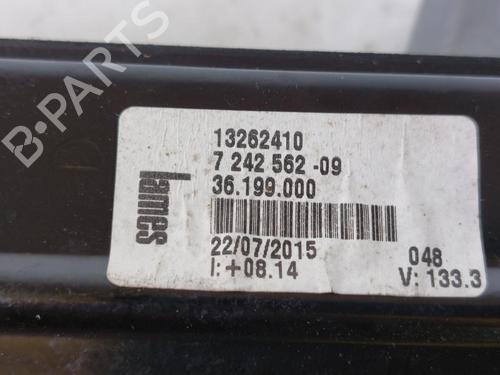 B-PARTS
lames
13262410
7 242 562 -09
36.199.000
22/07/2015
048
I: +08.14
V: 133.3